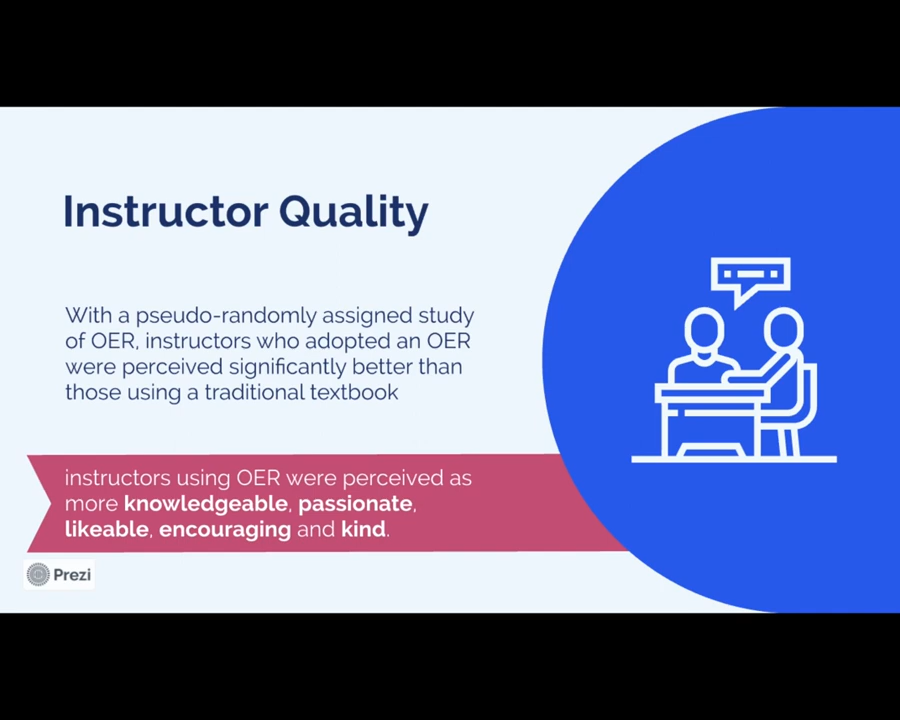 Instructor Quality
With a pseudo-randomly assigned study
of OER, instructors who adopted an OER
were perceived significantly better than
those using a traditional textbook
instructors using OER were perceived as
more knowledgeable, passionate,
likeable, encouraging and kind.
Prezi